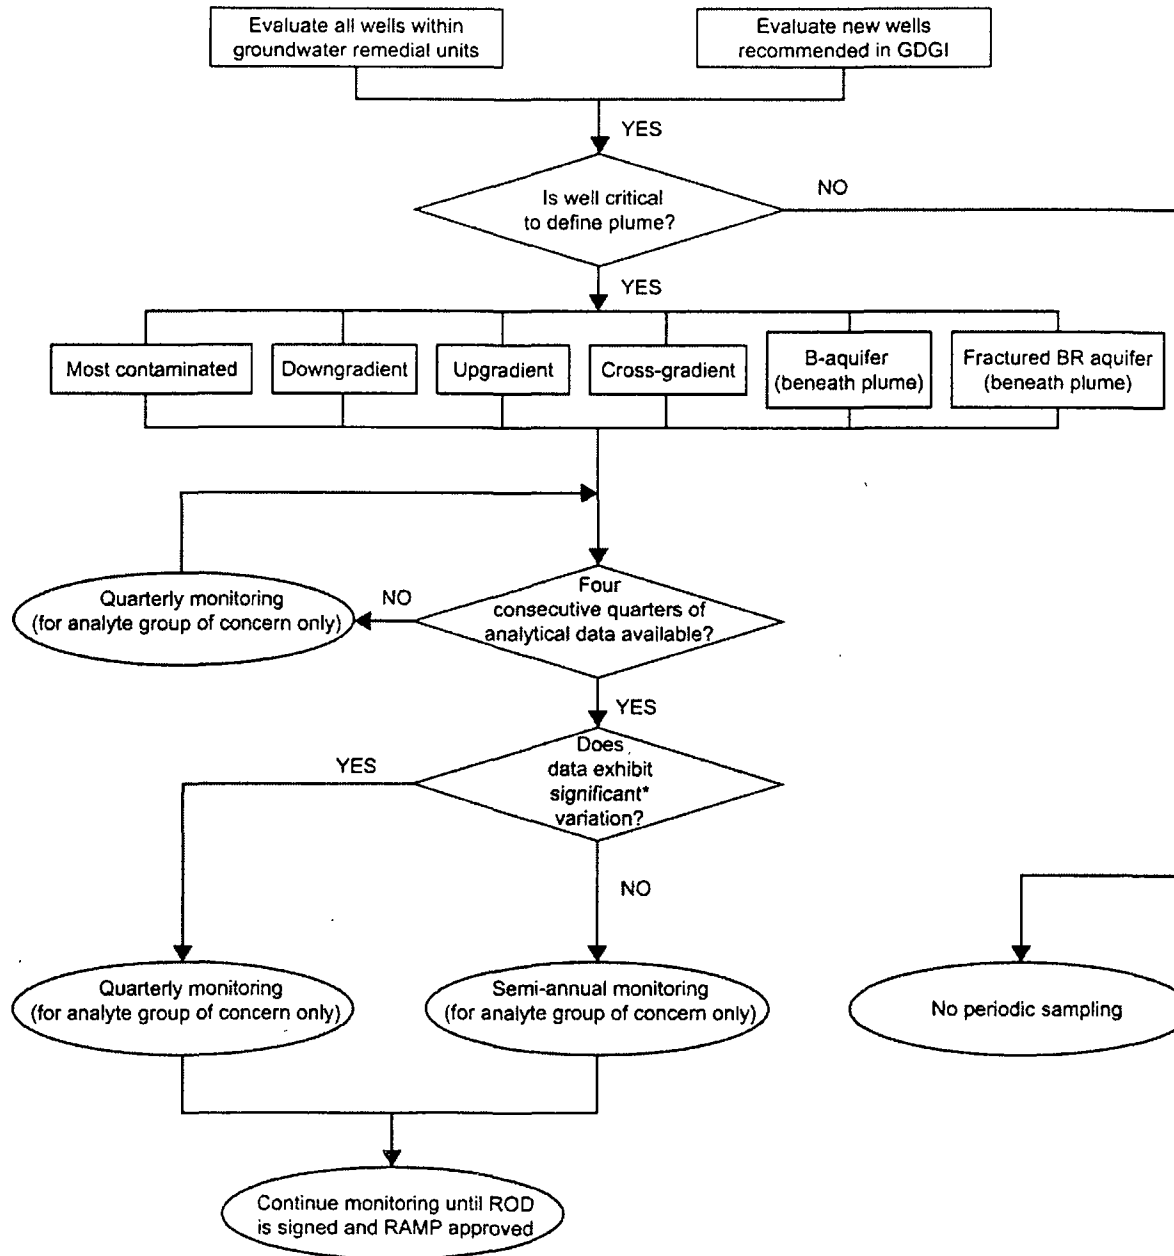 Evaluate all wells within
groundwater remedial units
Evaluate new wells
recommended in GDGI
YES
Is well critical
to define plume?
NO
YES
Most contaminated
Downgradient
Upgradient
Cross-gradient
B-aquifer
(beneath plume)
Fractured BR aquifer
(beneath plume)
Quarterly monitoring
(for analyte group of concern only)
NO
Four
consecutive quarters of
analytical data available?
YES
Does
data exhibit
significant*
variation?
YES
NO
Quarterly monitoring
(for analyte group of concern only)
Semi-annual monitoring
(for analyte group of concern only)
No periodic sampling
Continue monitoring until ROD
is signed and RAMP approved